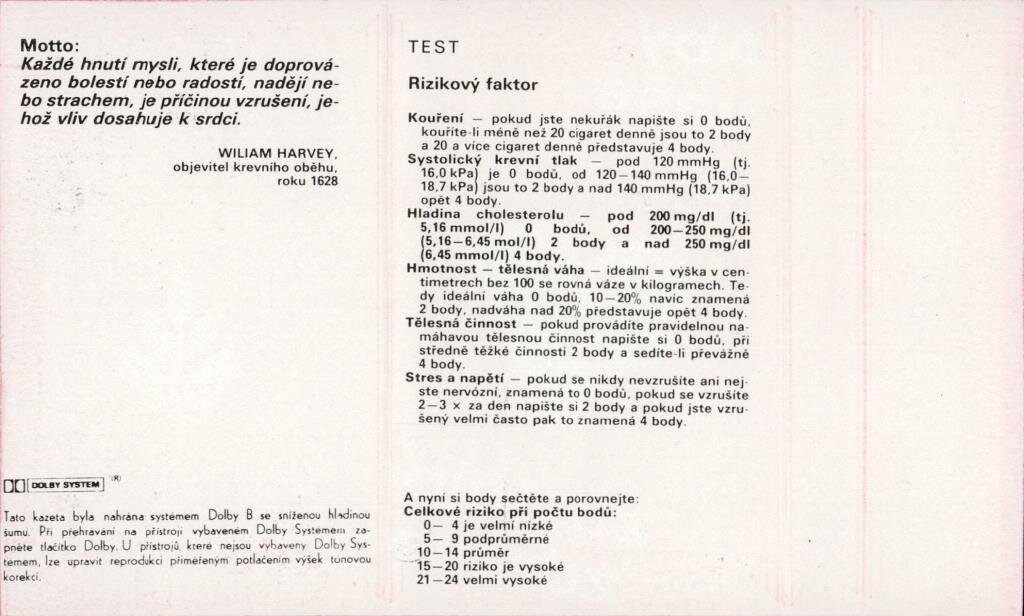 Motto:
Každé hnutí mysli, které je doprová-
zeno bolestí nebo radostí, nadějí ne-
bo strachem, je příčinou vzrušení, je-
hož vliv dosahuje k srdci.
WILIAM HARVEY,
objevitel krevního oběhu,
roku 1628
DOLBY SYSTEM (R)
Tato kazeta byla nahrána systémem Dolby B se sníženou hladinou
šumu. Při přehrávání na přístroji vybaveném Dolby Systémem za-
pněte tlačítko Dolby. U přístrojů, které nejsou vybaveny Dolby Sys-
témem, lze upravit reprodukci přiměřeným potlačením výšek tónovou
korekcí.
TEST
Rizikový faktor
Kouření — pokud jste nekuřák napište si 0 bodů,
kouříte-li méně než 20 cigaret denně jsou to 2 body
a 20 a více cigaret denně představuje 4 body.
Systolický krevní tlak — pod 120 mmHg (tj.
16,0 kPa) je 0 bodů, od 120—140 mmHg (16,0—
18,7 kPa) jsou to 2 body a nad 140 mmHg (18,7 kPa)
opět 4 body.
Hladina cholesterolu — pod 200 mg/dl (tj.
5,16 mmol/l) 0 bodů, od 200—250 mg/dl
(5,16—6,45 mol/l) 2 body a nad 250 mg/dl
(6,45 mmol/l) 4 body.
Hmotnost — tělesná váha — ideální = výška v cen-
timetrech bez 100 se rovná váze v kilogramech. Te-
dy ideální váha 0 bodů, 10—20% navíc znamená
2 body, nadváha nad 20% představuje opět 4 body.
Tělesná činnost — pokud provádíte pravidelnou na-
máhavou tělesnou činnost napište si 0 bodů, při
středně těžké činnosti 2 body a sedíte-li převážně
4 body.
Stres a napětí — pokud se nikdy nevzrušíte ani nej-
ste nervózní, znamená to 0 bodů, pokud se vzrušíte
2—3 × za den napište si 2 body a pokud jste vzru-
šený velmi často pak to znamená 4 body.
A nyní si body sečtěte a porovnejte:
Celkové riziko při počtu bodů:
0— 4 je velmí nízké
5— 9 podprůměrné
10—14 průměr
15—20 riziko je vysoké
21—24 velmi vysoké